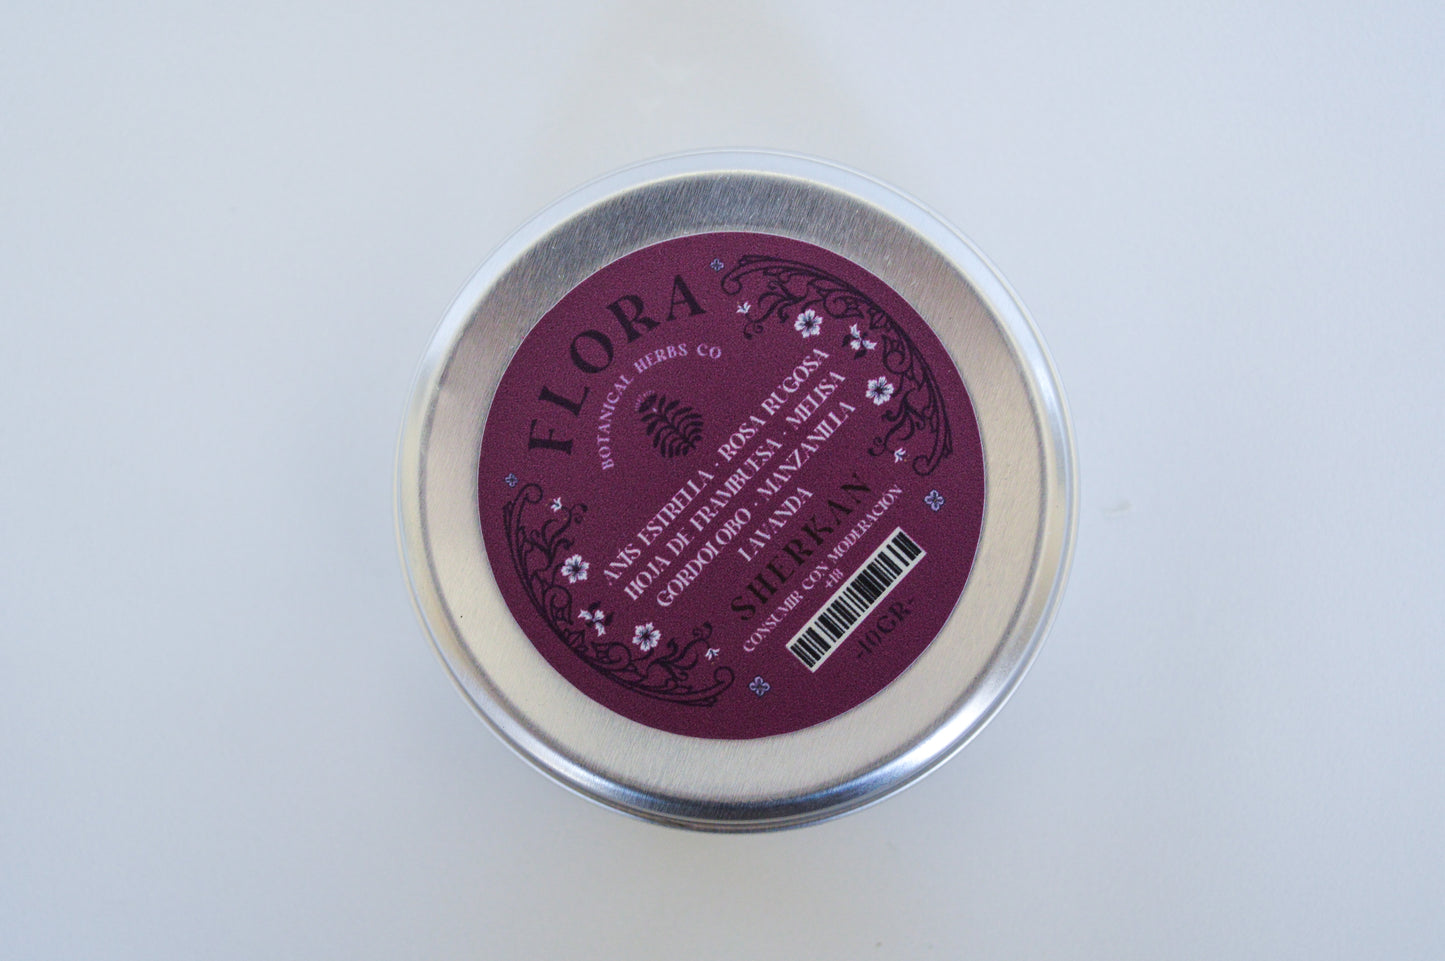 FLORA
BOTANICAL HERBS CO
ANIS ESTRELLA · ROSA RUGOSA
HOJA DE FRAMBUESA · MELISA
GORDOLOBO · MANZANILLA
LAVANDA
SHERKAN
CONSUMIR CON MODERACIÓN
+18
-10GR-